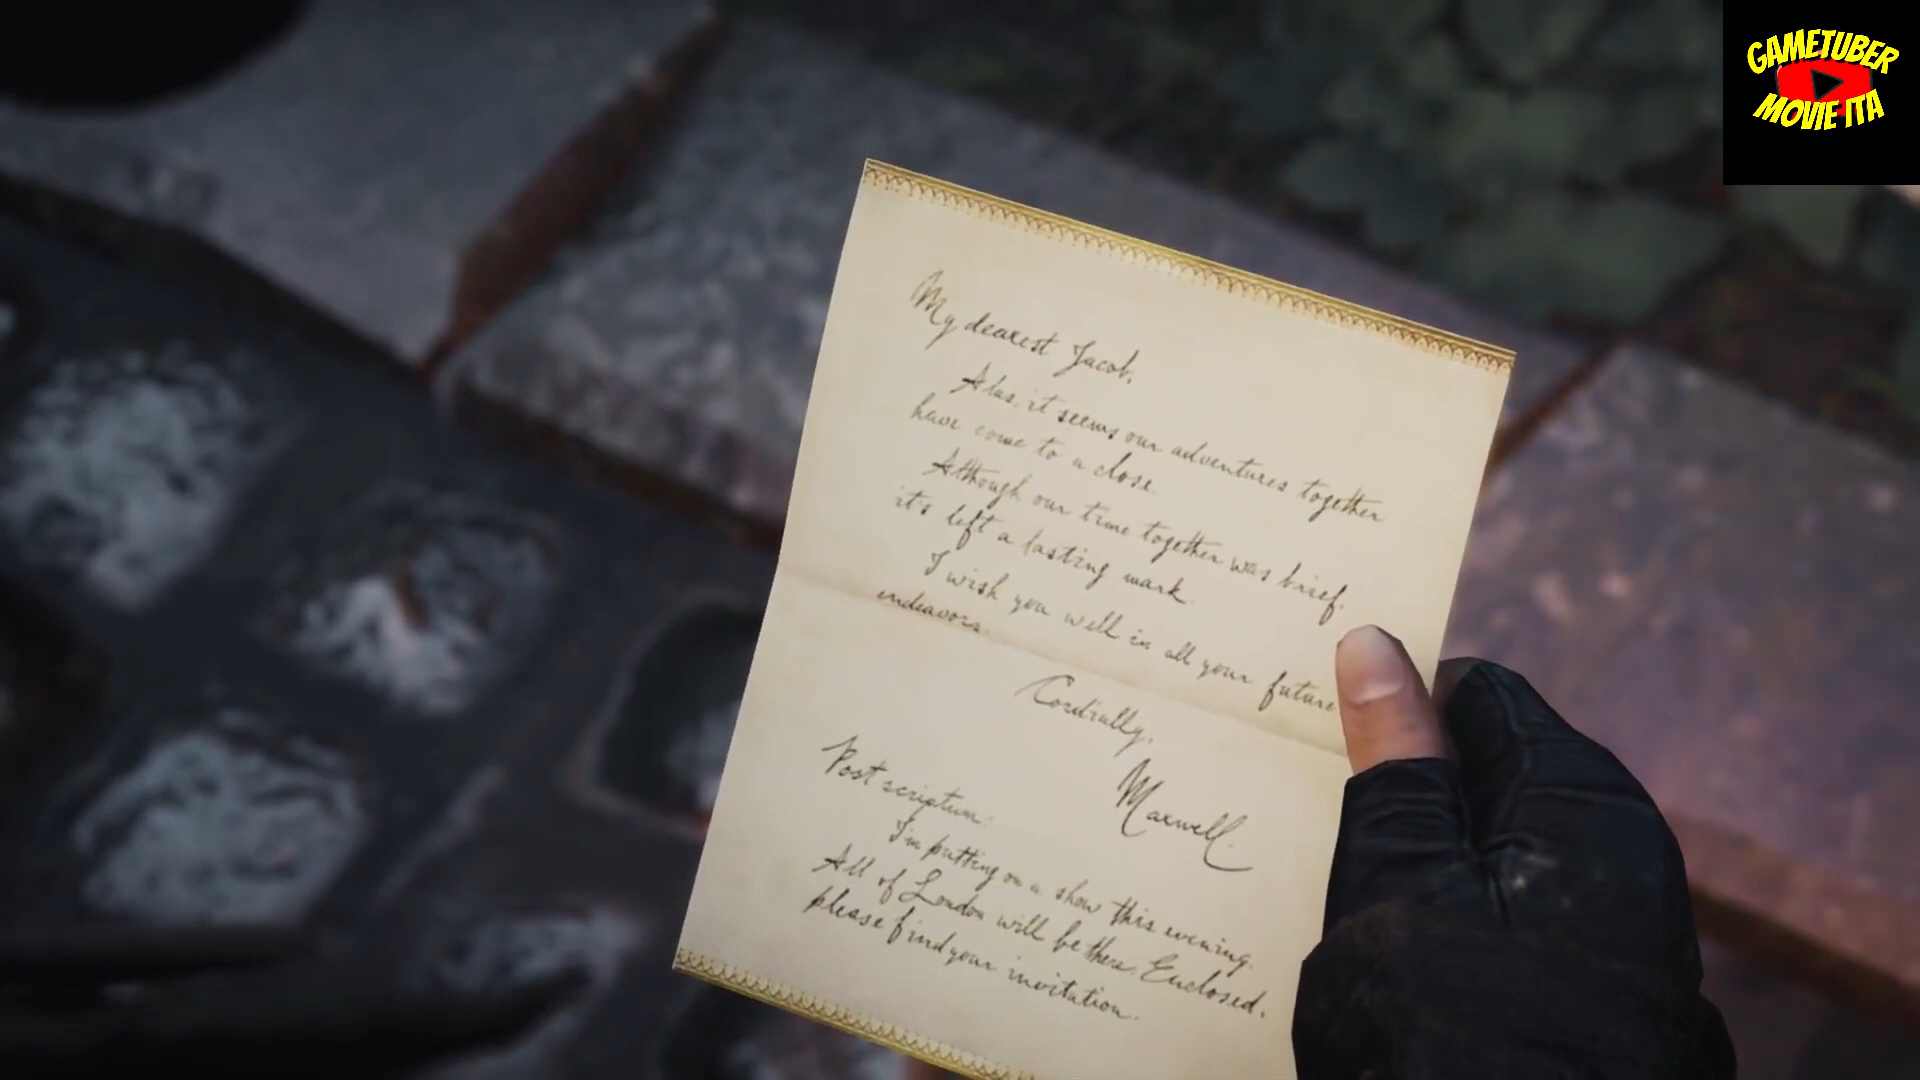 GAMETUBER
MOVIE ITA
My dearest Jacob,
Alas, it seems our adventures together
have come to a close.
Although our time together was brief,
it's left a lasting mark.
I wish you well in all your future
endeavors.
Cordially,
Maxwell.
Post scriptum:
I'm putting on a show this evening.
All of London will be there. Enclosed,
please find your invitation.